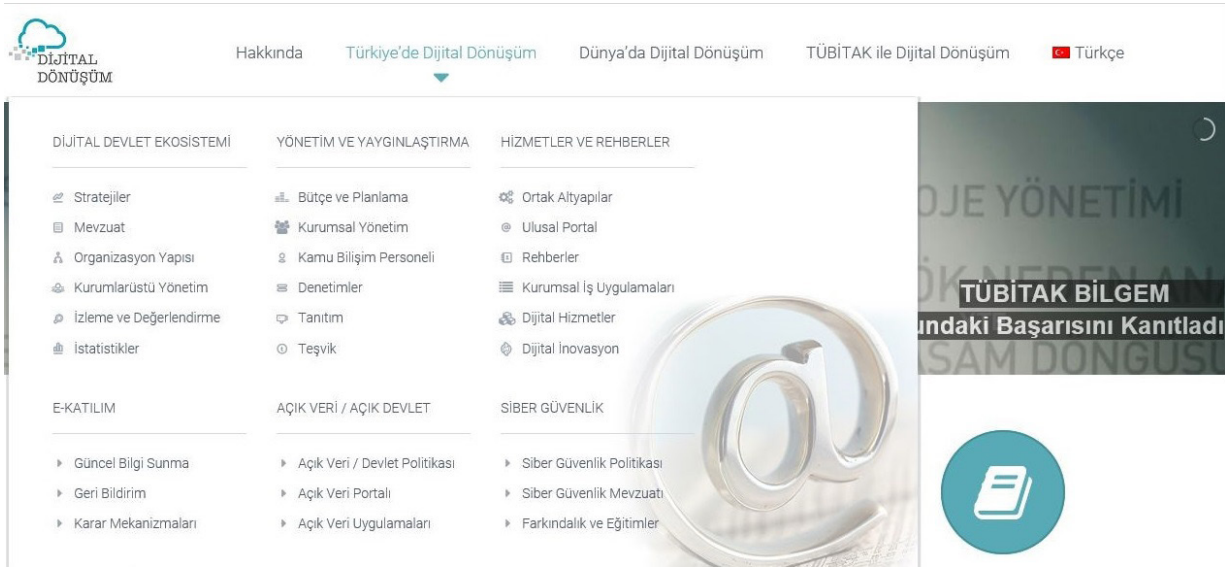 DİJİTAL
DÖNÜŞÜM
Hakkında
Türkiye'de Dijital Dönüşüm
Dünya'da Dijital Dönüşüm
TÜBİTAK ile Dijital Dönüşüm
Türkçe
DİJİTAL DEVLET EKOSİSTEMİ
Stratejiler
Mevzuat
Organizasyon Yapısı
Kurumlarüstü Yönetim
İzleme ve Değerlendirme
İstatistikler
YÖNETİM VE YAYGINLAŞTIRMA
Bütçe ve Planlama
Kurumsal Yönetim
Kamu Bilişim Personeli
Denetimler
Tanıtım
Teşvik
HİZMETLER VE REHBERLER
Ortak Altyapılar
Ulusal Portal
Rehberler
Kurumsal İş Uygulamaları
Dijital Hizmetler
Dijital İnovasyon
E-KATILIM
Güncel Bilgi Sunma
Geri Bildirim
Karar Mekanizmaları
AÇIK VERİ / AÇIK DEVLET
Açık Veri / Devlet Politikası
Açık Veri Portalı
Açık Veri Uygulamaları
SİBER GÜVENLİK
Siber Güvenlik Politikası
Siber Güvenlik Mevzuatı
Farkındalık ve Eğitimler
YÖNETİMİ
NEDEN
TÜBİTAK BİLGEM
Başarısını Kanıtladı